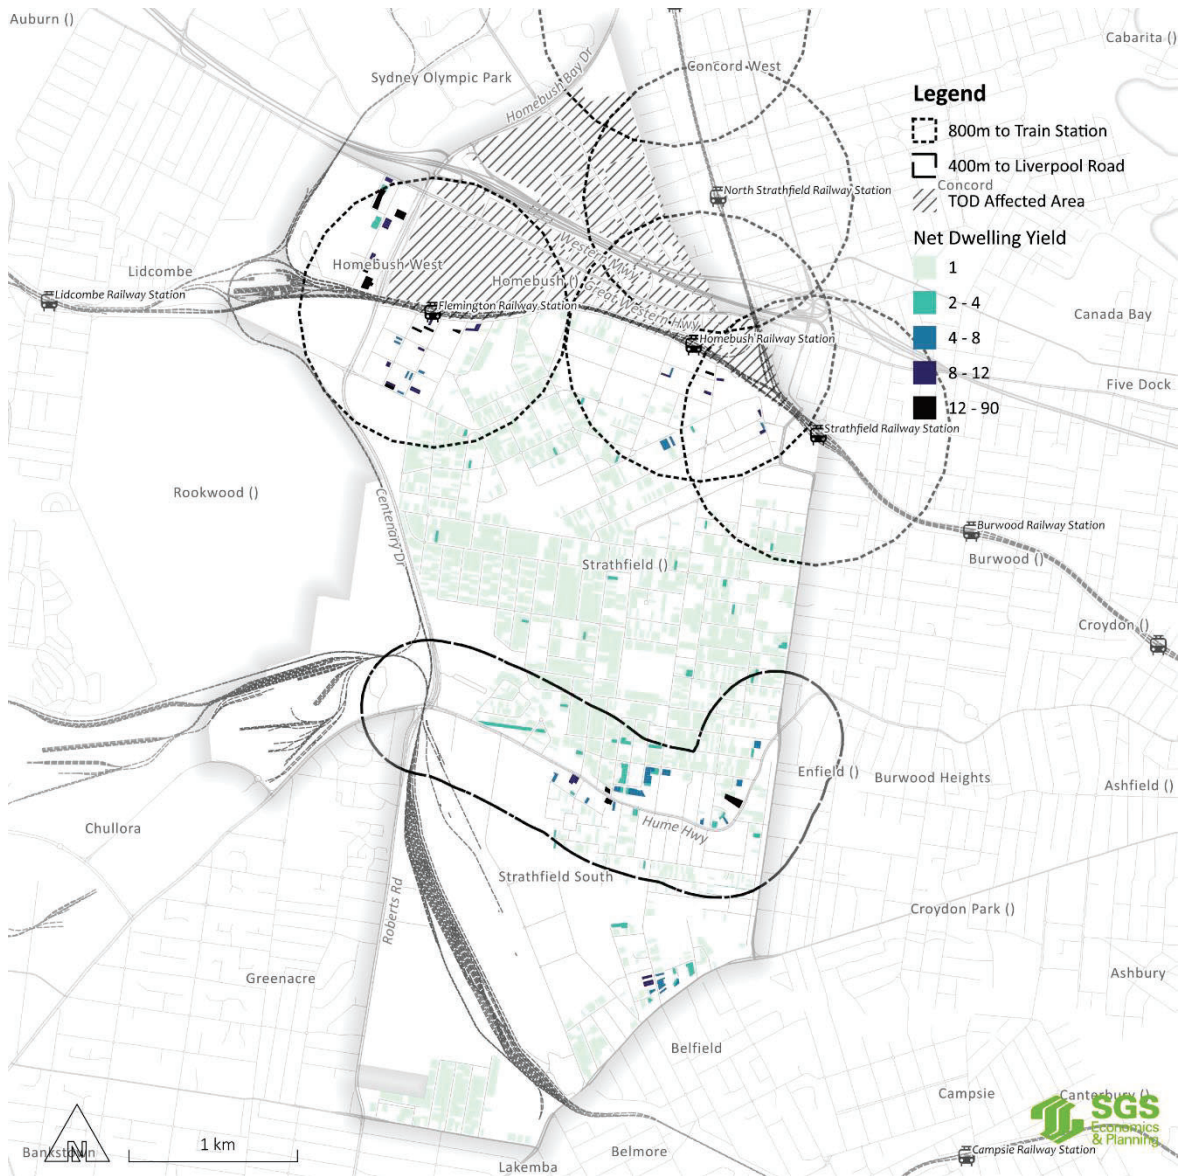 Auburn ()
Cabarita ()
Sydney Olympic Park
Homebush Bay Dr
Concord West
Legend
800m to Train Station
400m to Liverpool Road
Concord
TOD Affected Area
Net Dwelling Yield
1
2 - 4
4 - 8
8 - 12
12 - 90
North Strathfield Railway Station
Western Mwy
Lidcombe
Homebush West
Homebush ()
Great Western Hwy
Lidcombe Railway Station
Flemington Railway Station
Homebush Railway Station
Canada Bay
Five Dock
Strathfield Railway Station
Rookwood ()
Centenary Dr
Burwood Railway Station
Burwood ()
Strathfield ()
Croydon ()
Enfield ()
Burwood Heights
Ashfield ()
Chullora
Hume Hwy
Strathfield South
Roberts Rd
Croydon Park ()
Greenacre
Ashbury
Belfield
Campsie
Canterbury ()
SGS
Economics
& Planning
N
1 km
Bankstown
Lakemba
Belmore
Campsie Railway Station